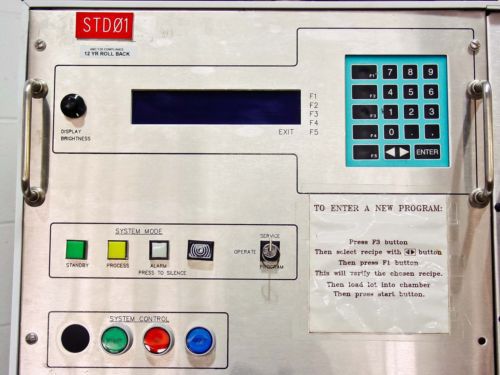 STDØ1
12 YR ROLL BACK
F1
F2
F3
F4
EXIT F5
DISPLAY
BRIGHTNESS
F1 7 8 9
F2 4 5 6
F3 1 2 3
F4 0 . -
F5 ◀ ▶ ENTER
SYSTEM MODE
STANDBY
PROCESS
ALARM
PRESS TO SILENCE
SERVICE
OPERATE
PROGRAM
TO ENTER A NEW PROGRAM:
Press F3 button
Then select recipe with ◀▶ button
Then press F1 button
This will verify the chosen recipe.
Then load lot into chamber
Then press start button.
SYSTEM CONTROL
START